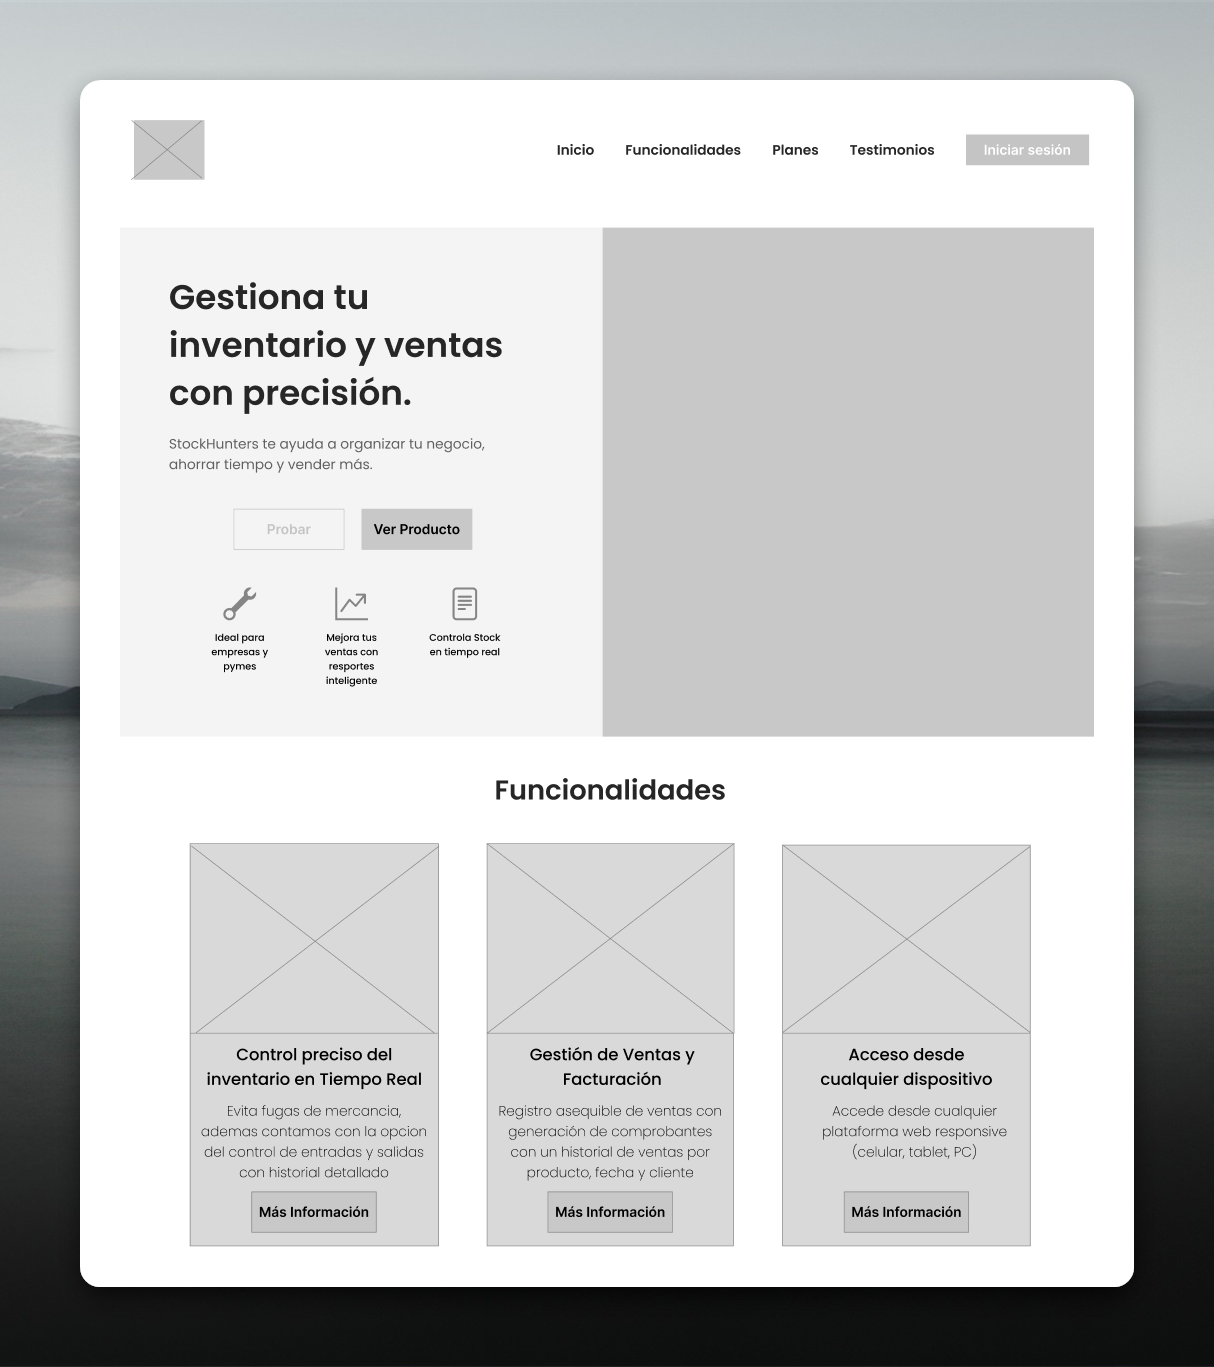 Inicio Funcionalidades Planes Testimonios Iniciar sesión
Gestiona tu
inventario y ventas
con precisión.
StockHunters te ayuda a organizar tu negocio,
ahorrar tiempo y vender más.
Probar Ver Producto
Ideal para
empresas y
pymes
Mejora tus
ventas con
resportes
inteligente
Controla Stock
en tiempo real
Funcionalidades
Control preciso del
inventario en Tiempo Real
Evita fugas de mercancia,
ademas contamos con la opcion
del control de entradas y salidas
con historial detallado
Más Información
Gestión de Ventas y
Facturación
Registro asequible de ventas con
generación de comprobantes
con un historial de ventas por
producto, fecha y cliente
Más Información
Acceso desde
cualquier dispositivo
Accede desde cualquier
plataforma web responsive
(celular, tablet, PC)
Más Información